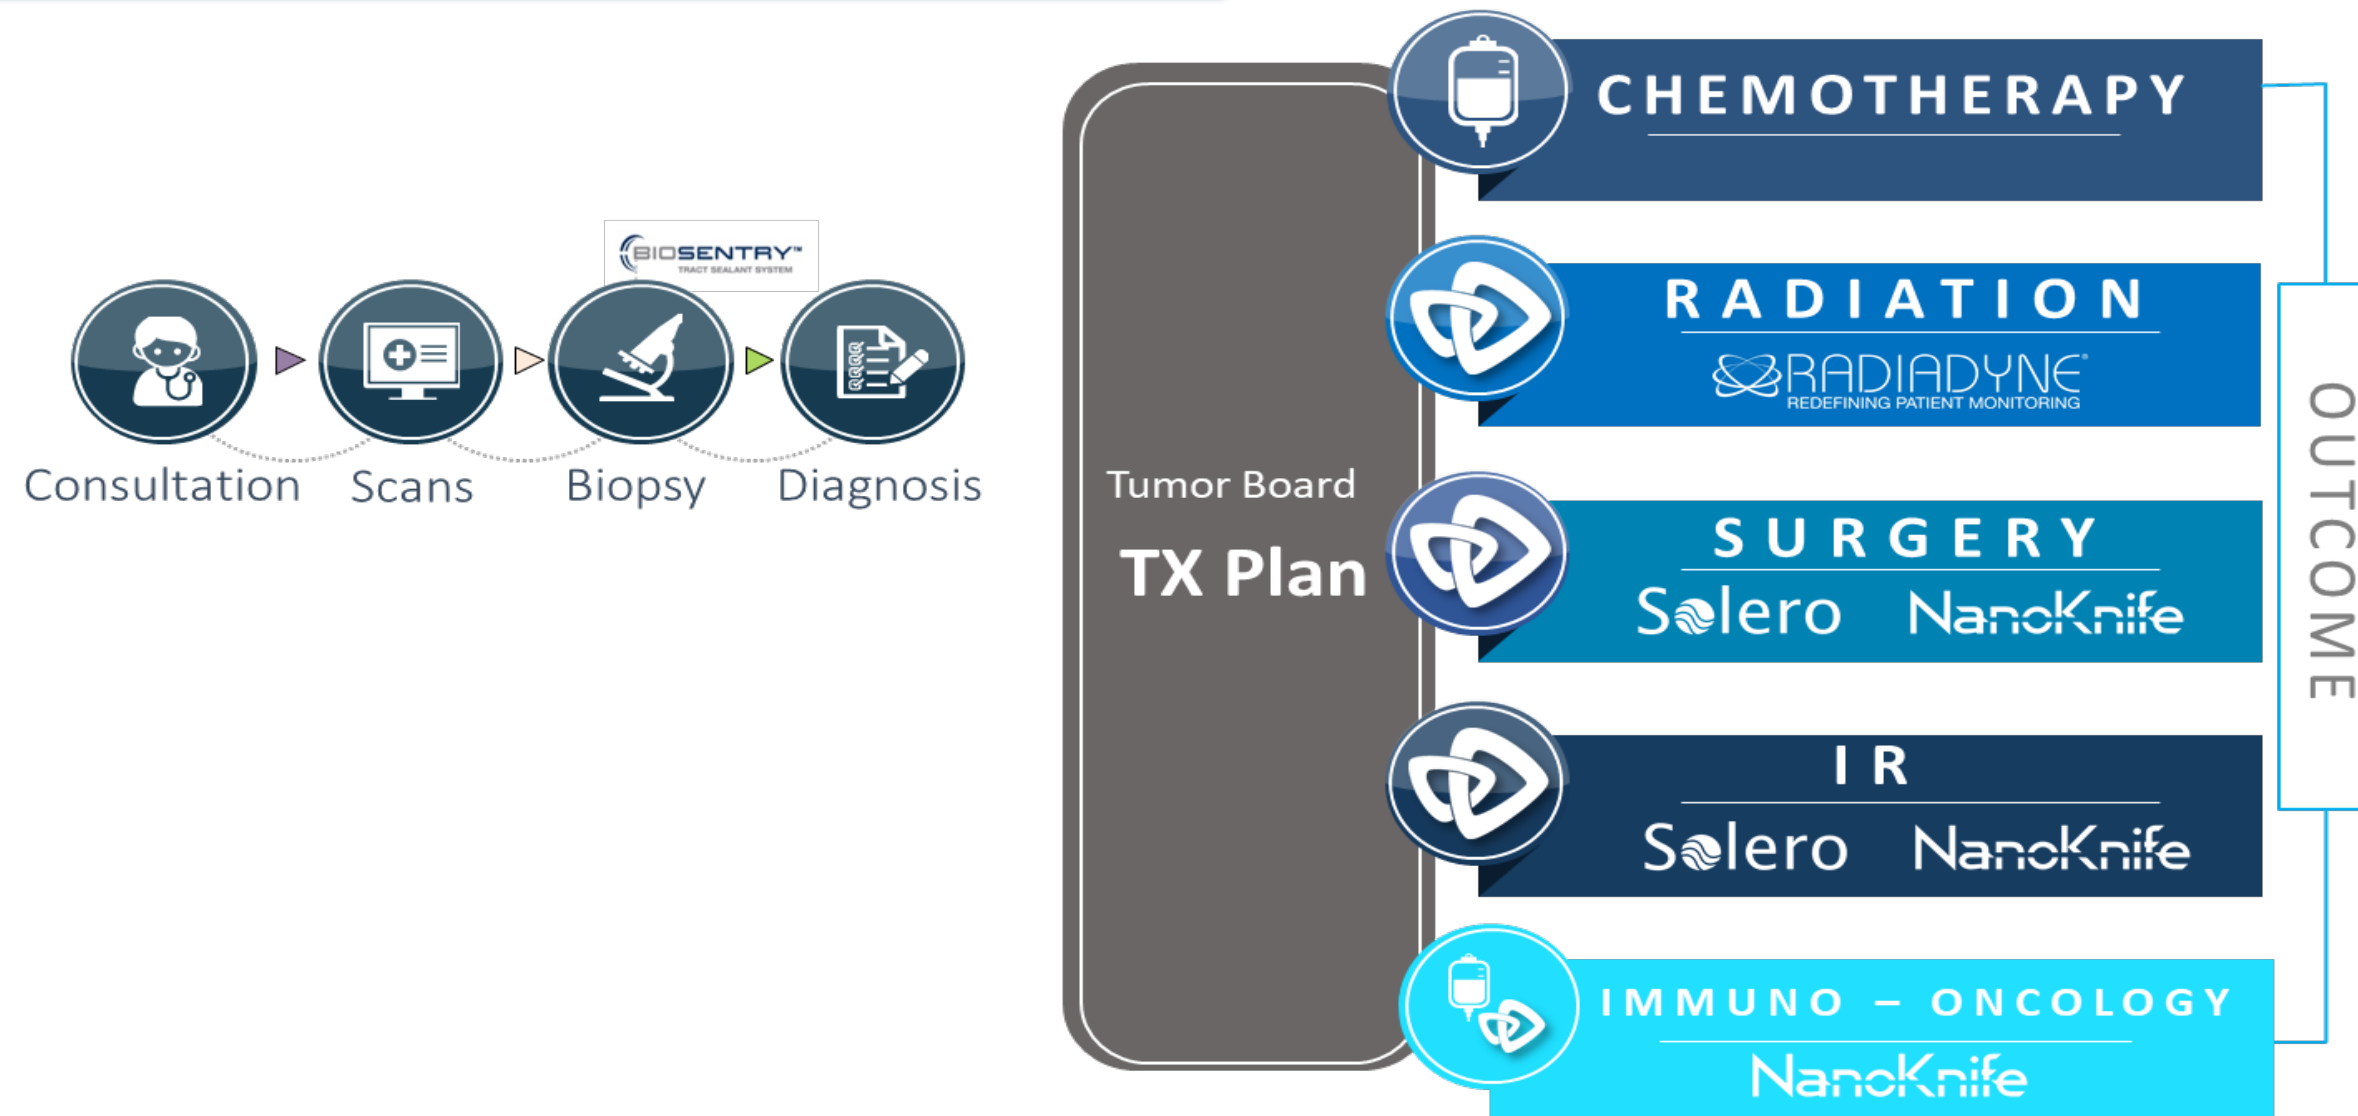 BIOSENTRY™
TRACT SEALANT SYSTEM
Consultation
Scans
Biopsy
Diagnosis
Tumor Board
TX Plan
CHEMOTHERAPY
RADIATION
RADIADYNE®
REDEFINING PATIENT MONITORING
SURGERY
Solero NanoKnife
IR
Solero NanoKnife
IMMUNO – ONCOLOGY
NanoKnife
OUTCOME